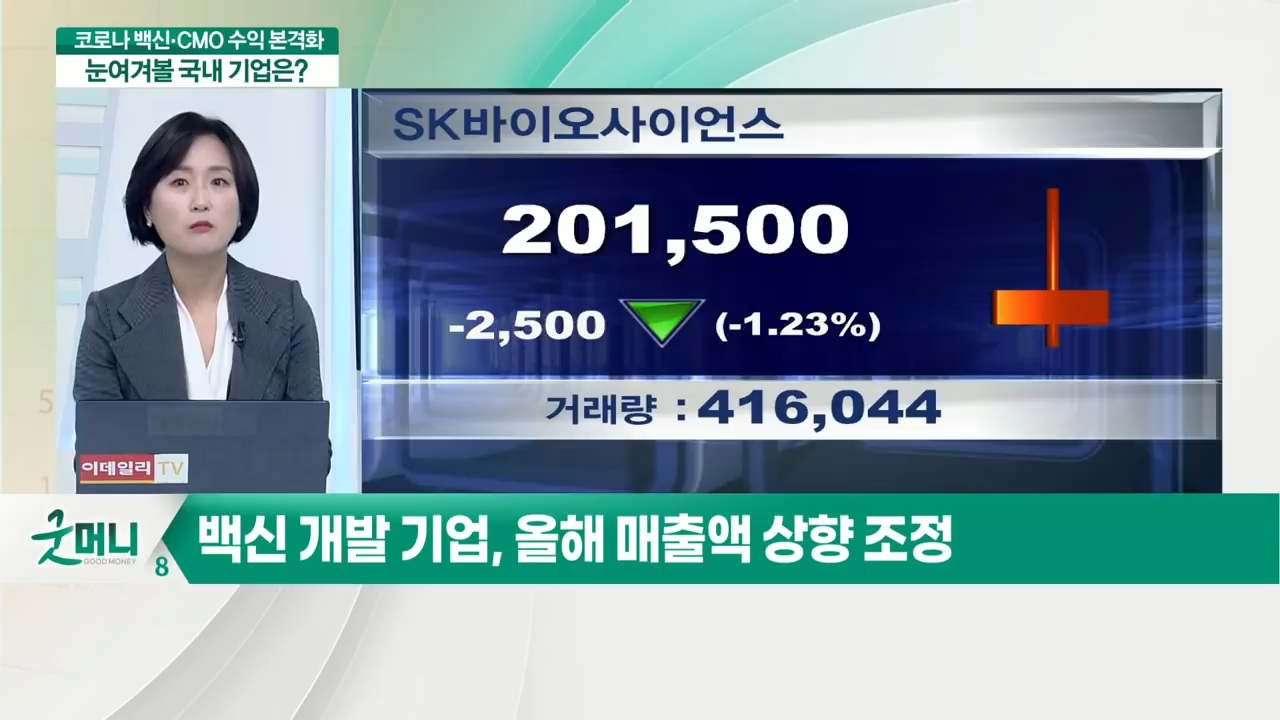 코로나 백신·CMO 수익 본격화
눈여겨볼 국내 기업은?
SK바이오사이언스
201,500
-2,500 (-1.23%)
거래량 : 416,044
5
1
이데일리 TV
굿머니
GOOD MONEY
8
백신 개발 기업, 올해 매출액 상향 조정